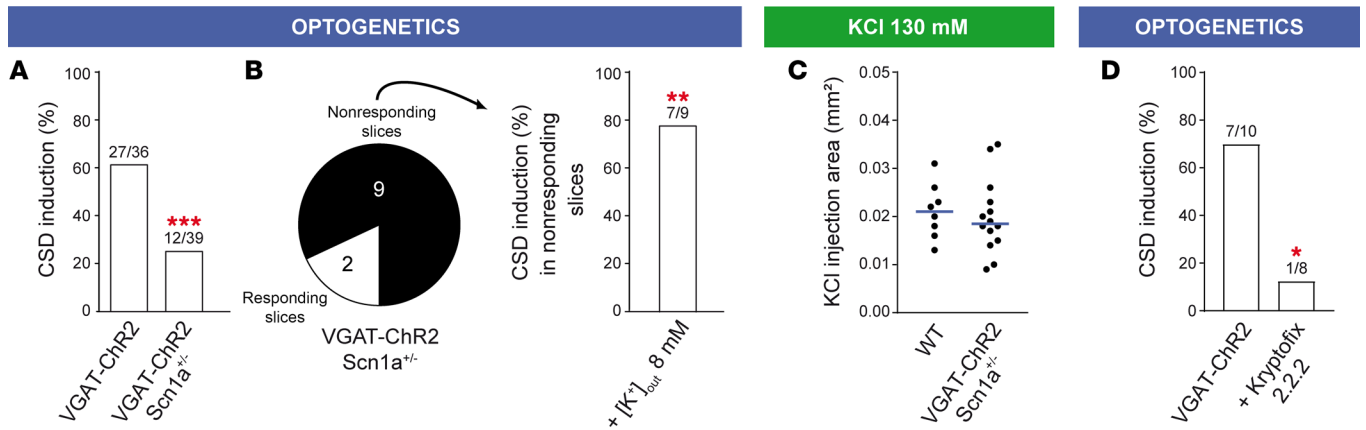 OPTOGENETICS
KCl 130 mM
OPTOGENETICS
A
CSD induction (%)
100
80
60
40
20
0
27/36
***
12/39
VGAT-ChR2
VGAT-ChR2
Scn1a+/-
B
Nonresponding
slices
9
2
Responding
slices
VGAT-ChR2
Scn1a+/-
CSD induction (%)
in nonresponding
slices
100
80
60
40
20
0
**
7/9
+ [K+]out 8 mM
C
KCl injection area (mm²)
0.05
0.04
0.03
0.02
0.01
0.00
WT
VGAT-ChR2
Scn1a+/-
D
CSD induction (%)
100
80
60
40
20
0
7/10
*
1/8
VGAT-ChR2
+ Kryptofix
2.2.2